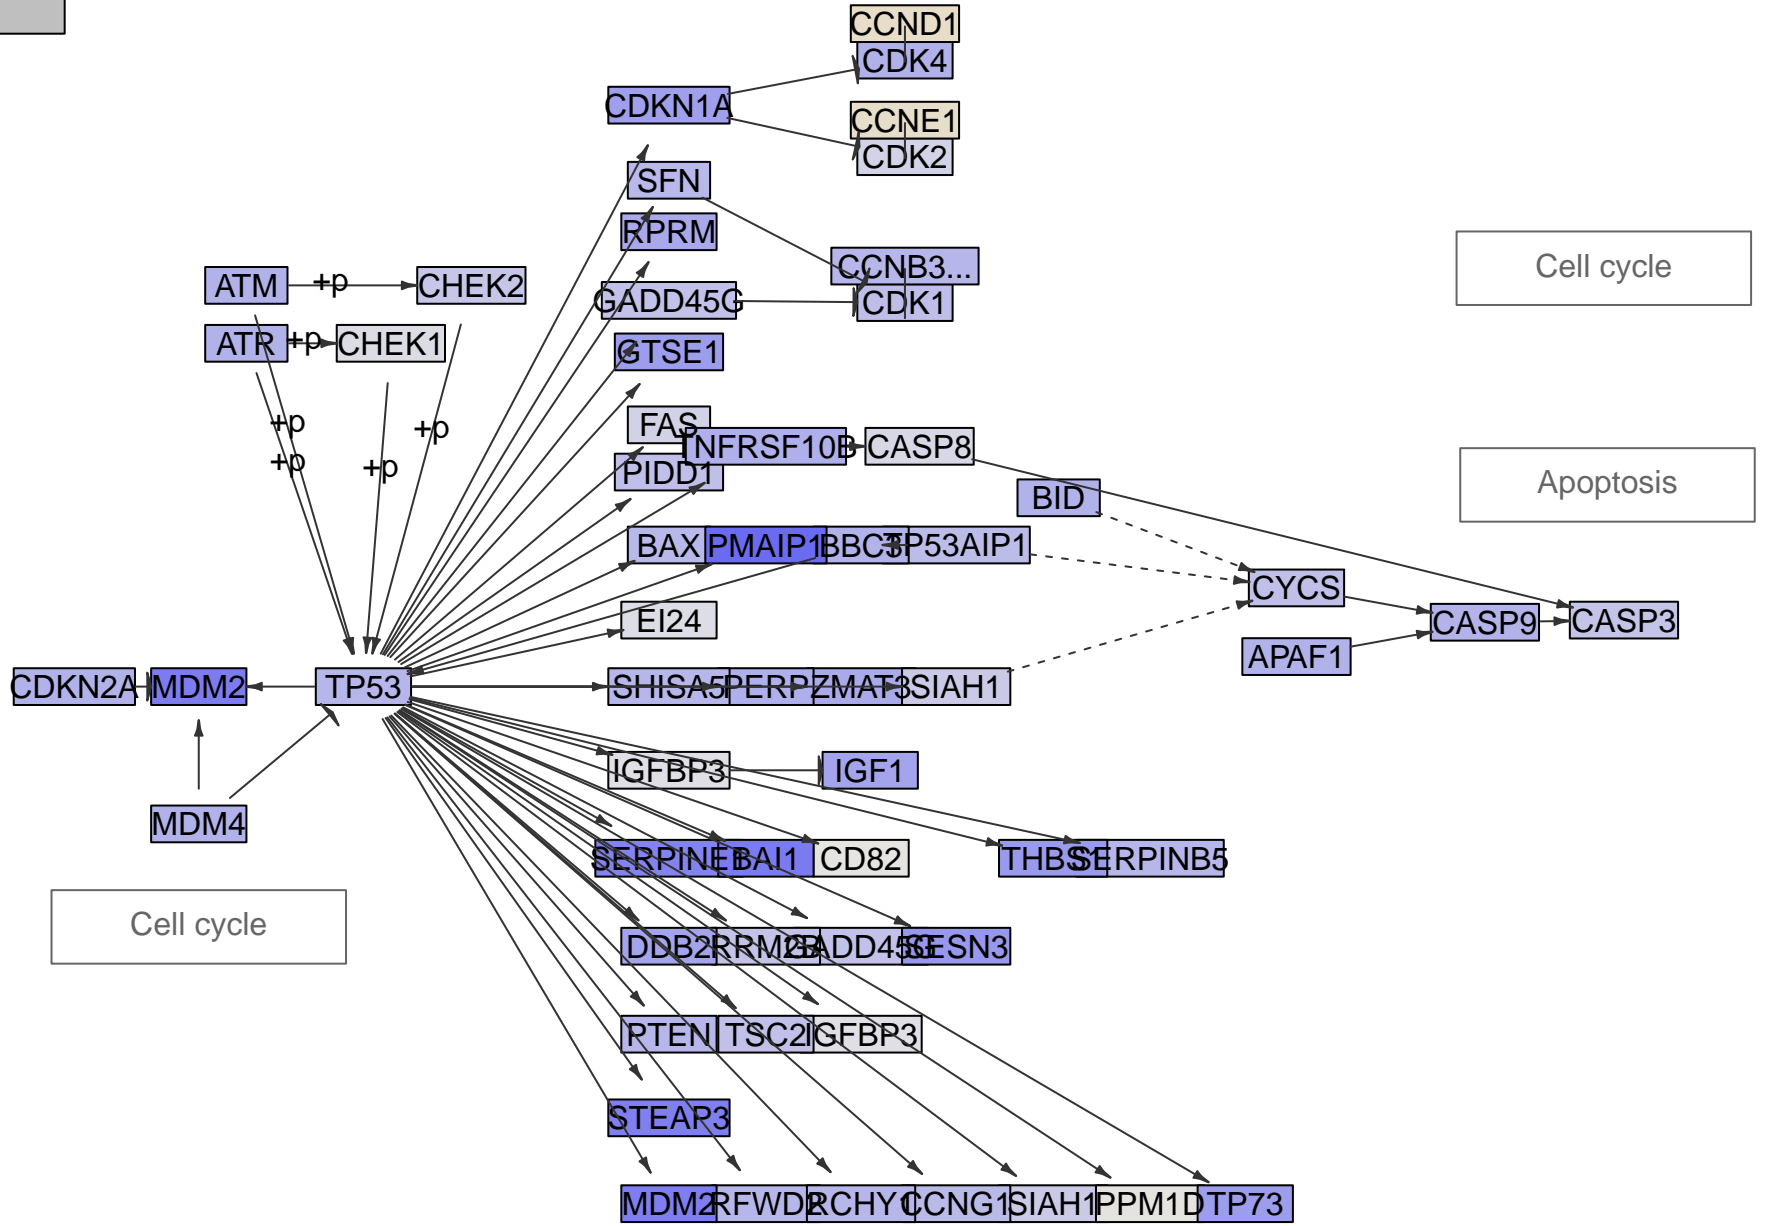 CCND1
CDK4
CDKN1A
CCNE1
CDK2
SFN
RPRM
Cell cycle
CCNB3...
ATM +p CHEK2
GADD45G CDK1
ATR +p CHEK1
GTSE1
+p +p FAS
TNFRSF10B CASP8
+p +p PIDD1 Apoptosis
BID
BAX PMAIP1 BBC3 TP53AIP1
CYCS
EI24 CASP9 CASP3
APAF1
CDKN2A MDM2 TP53 SHISA5 PERP ZMAT3 SIAH1
IGFBP3 IGF1
MDM4
SERPINE1 BAI1 CD82 THBS1 SERPINB5
Cell cycle
DDB2 RRM2B GADD45G SESN3
PTEN TSC2 IGFBP3
STEAP3
MDM2 RFWD2 RCHY1 CCNG1 SIAH1 PPM1D TP73